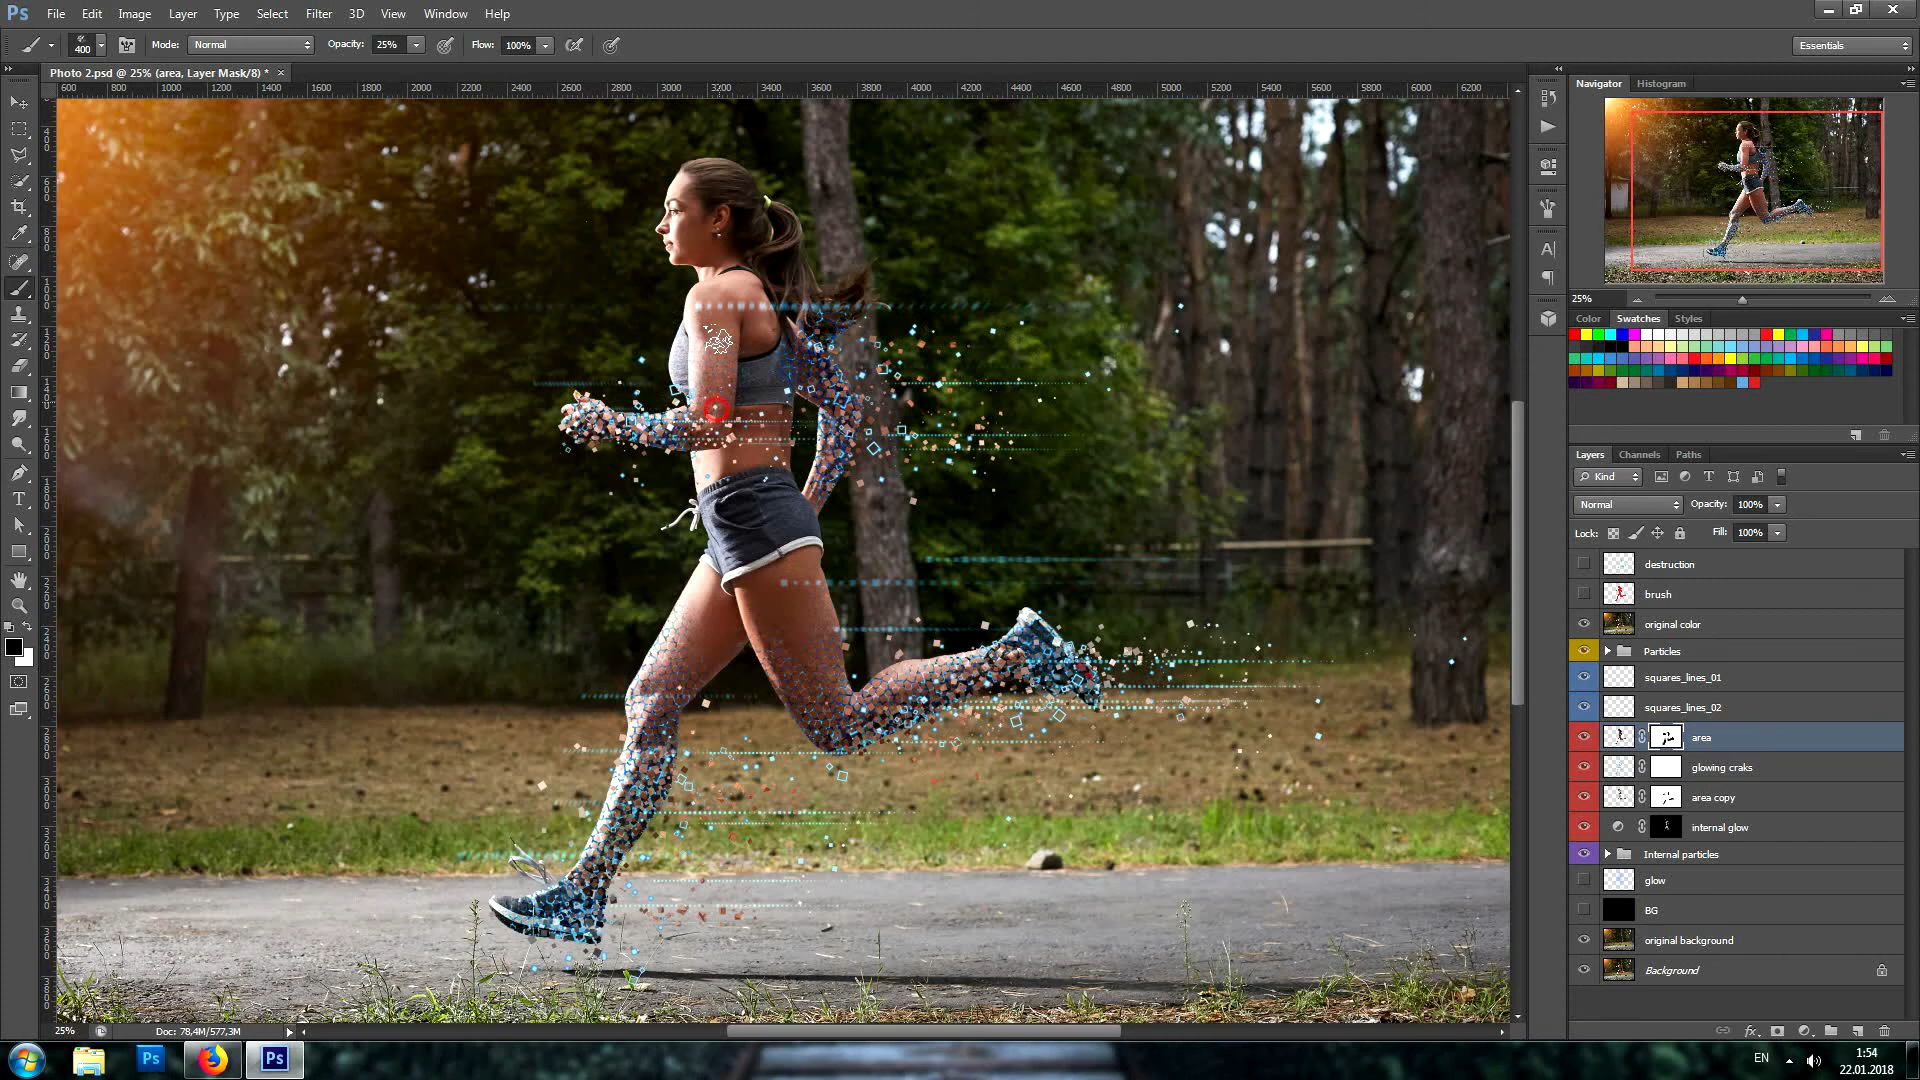 Ps File Edit Image Layer Type Select Filter 3D View Window Help
400 Mode: Normal Opacity: 25% Flow: 100% Essentials
Photo 2.psd @ 25% (area, Layer Mask/8) * ×
600 800 1000 1200 1400 1600 1800 2000 2200 2400 2600 2800 3000 3200 3400 3600 3800 4000 4200 4400 4600 4800 5000 5200 5400 5600 5800 6000 6200
Navigator Histogram
25%
Color Swatches Styles
Layers Channels Paths
Kind
Normal Opacity: 100%
Lock: Fill: 100%
destruction
brush
original color
Particles
squares_lines_01
squares_lines_02
area
glowing craks
area copy
internal glow
Internal particles
glow
BG
original background
Background
25% Doc: 78,4M/577,3M
Ps Ps EN 1:54
22.01.2018